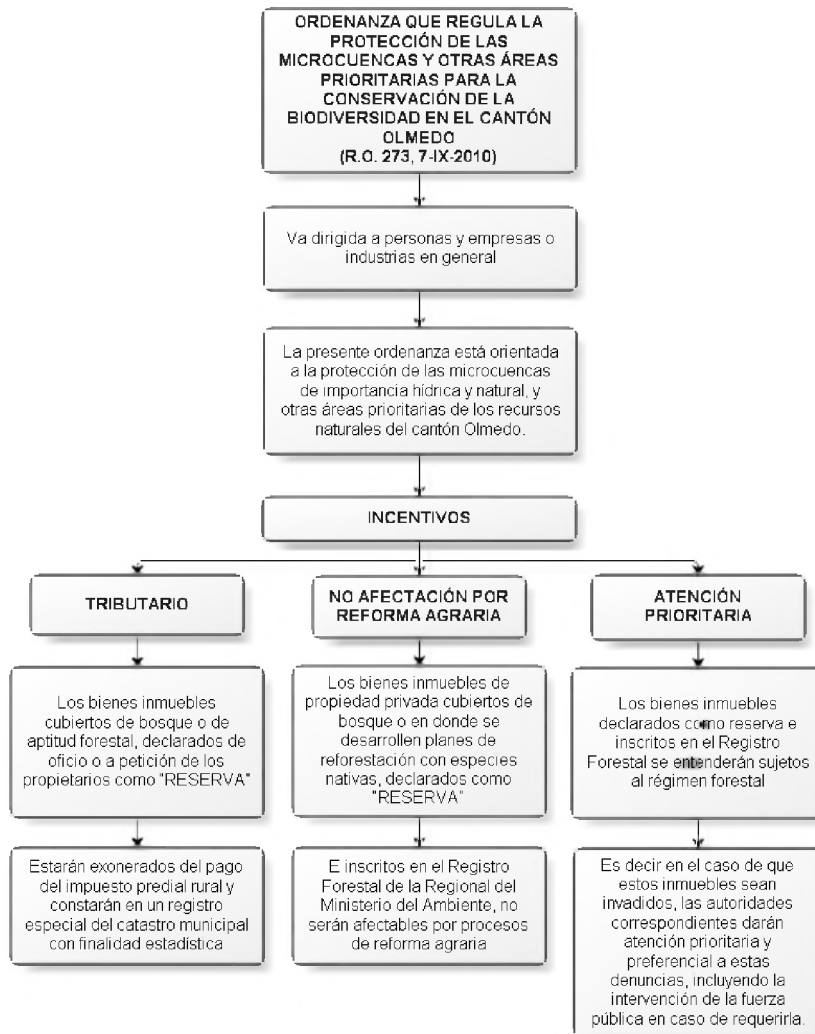 ORDENANZA QUE REGULA LA
PROTECCIÓN DE LAS
MICROCUENCAS Y OTRAS ÁREAS
PRIORITARIAS PARA LA
CONSERVACIÓN DE LA
BIODIVERSIDAD EN EL CANTÓN
OLMEDO
(R.O. 273, 7-IX-2010)
Va dirigida a personas y empresas o
industrias en general
La presente ordenanza está orientada
a la protección de las microcuencas
de importancia hídrica y natural, y
otras áreas prioritarias de los recursos
naturales del cantón Olmedo.
INCENTIVOS
TRIBUTARIO
Los bienes inmuebles
cubiertos de bosque o de
aptitud forestal, declarados de
oficio o a petición de los
propietarios como "RESERVA"
Estarán exonerados del pago
del impuesto predial rural y
constarán en un registro
especial del catastro municipal
con finalidad estadística
NO AFECTACIÓN POR
REFORMA AGRARIA
Los bienes inmuebles de
propiedad privada cubiertos de
bosque o en donde se
desarrollen planes de
reforestación con especies
nativas, declarados como
"RESERVA"
E inscritos en el Registro
Forestal de la Regional del
Ministerio del Ambiente, no
serán afectables por procesos
de reforma agraria
ATENCIÓN
PRIORITARIA
Los bienes inmuebles
declarados como reserva e
inscritos en el Registro
Forestal se entenderán sujetos
al régimen forestal
Es decir en el caso de que
estos inmuebles sean
invadidos, las autoridades
correspondientes darán
atención prioritaria y
preferencial a estas
denuncias, incluyendo la
intervención de la fuerza
pública en caso de requerirla.